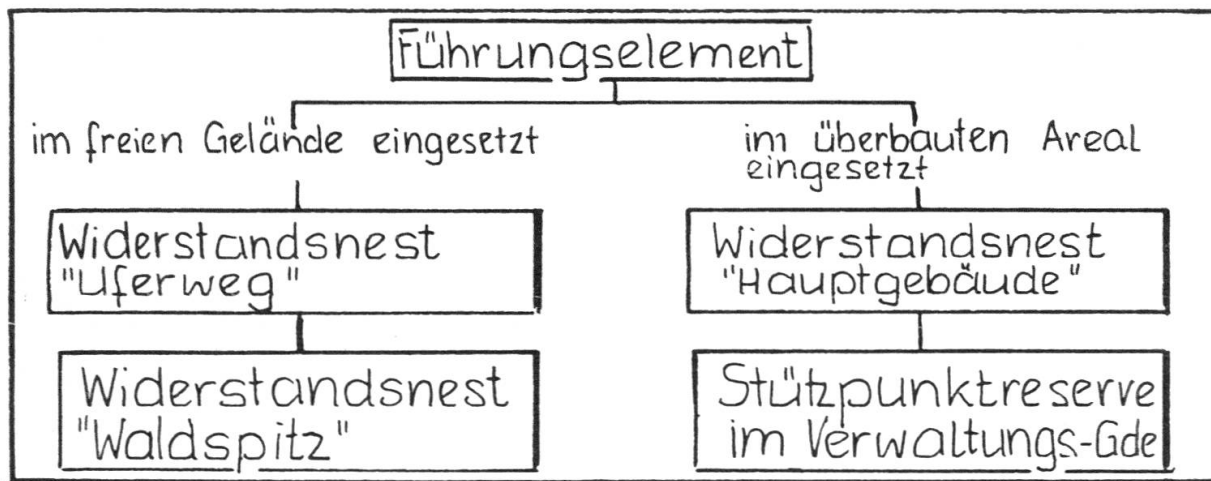 Führungselement
im freien Gelände eingesetzt
im überbauten Areal
eingesetzt
Widerstandsnest
"Uferweg"
Widerstandsnest
"Hauptgebäude"
Widerstandsnest
"Waldspitz"
Stützpunktreserve
im Verwaltungs-Gde